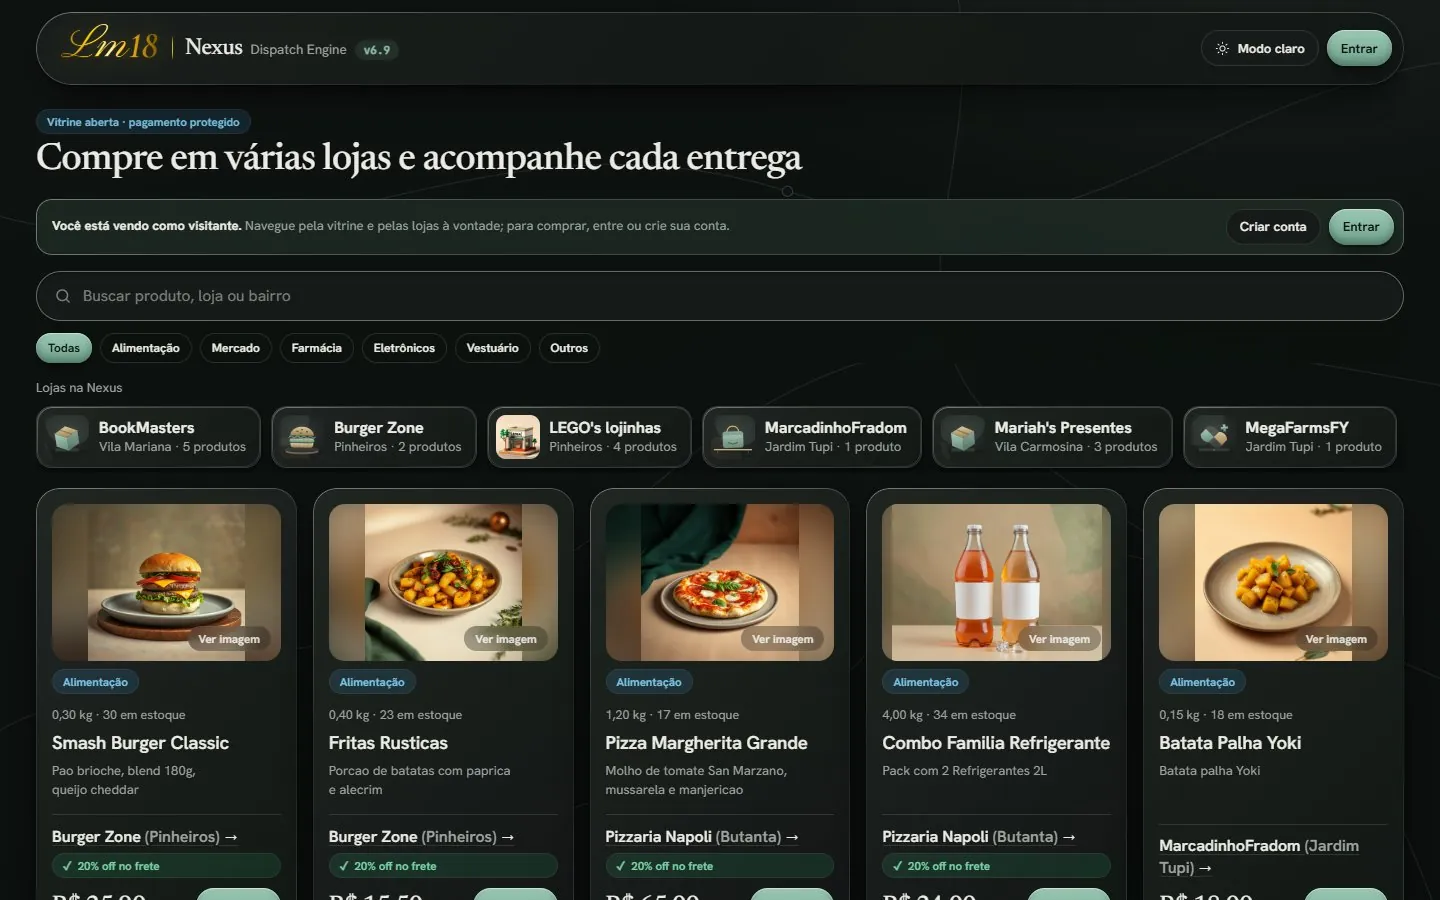 Lm18 Nexus Dispatch Engine v6.9 Modo claro Entrar
Vitrine aberta · pagamento protegido
Compre em várias lojas e acompanhe cada entrega
Você está vendo como visitante. Navegue pela vitrine e pelas lojas à vontade; para comprar, entre ou crie sua conta. Criar conta Entrar
Buscar produto, loja ou bairro
Todas Alimentação Mercado Farmácia Eletrônicos Vestuário Outros
Lojas na Nexus
BookMasters
Vila Mariana · 5 produtos
Burger Zone
Pinheiros · 2 produtos
LEGO's lojinhas
Pinheiros · 4 produtos
MarcadinhoFradom
Jardim Tupi · 1 produto
Mariah's Presentes
Vila Carmosina · 3 produtos
MegaFarmsFY
Jardim Tupi · 1 produto
Ver imagem
Alimentação
0,30 kg · 30 em estoque
Smash Burger Classic
Pao brioche, blend 180g,
queijo cheddar
Burger Zone (Pinheiros) →
✓ 20% off no frete
Ver imagem
Alimentação
0,40 kg · 23 em estoque
Fritas Rusticas
Porcao de batatas com paprica
e alecrim
Burger Zone (Pinheiros) →
✓ 20% off no frete
Ver imagem
Alimentação
1,20 kg · 17 em estoque
Pizza Margherita Grande
Molho de tomate San Marzano,
mussarela e manjericao
Pizzaria Napoli (Butanta) →
✓ 20% off no frete
Ver imagem
Alimentação
4,00 kg · 34 em estoque
Combo Familia Refrigerante
Pack com 2 Refrigerantes 2L
Pizzaria Napoli (Butanta) →
✓ 20% off no frete
Ver imagem
Alimentação
0,15 kg · 18 em estoque
Batata Palha Yoki
Batata palha Yoki
MarcadinhoFradom (Jardim
Tupi) →